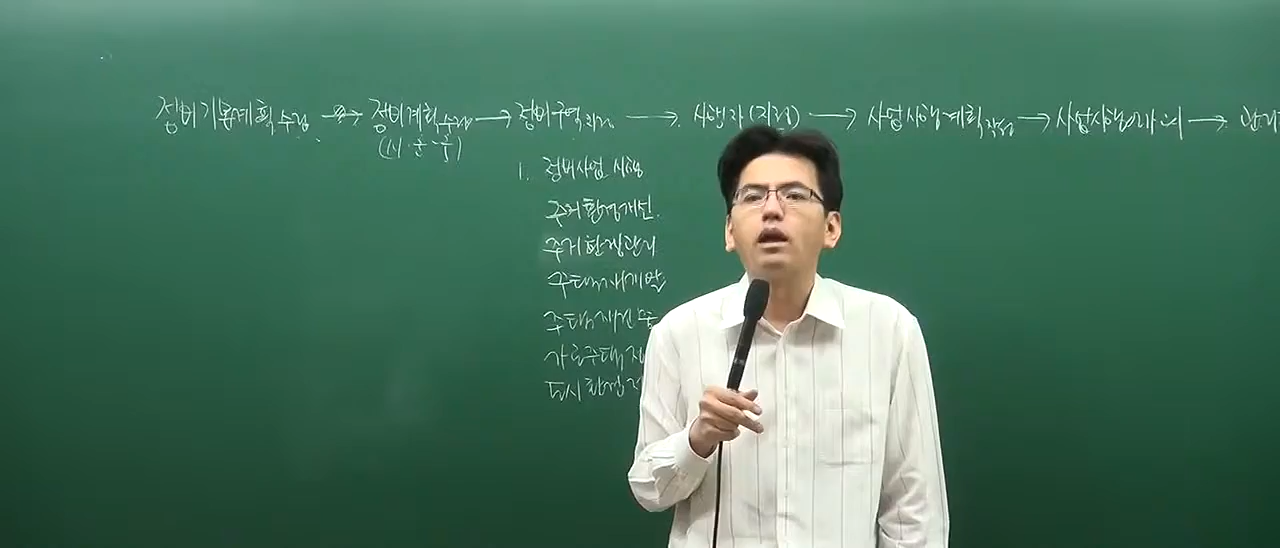 정비기본계획수립 → 정비계획수립 → 정비구역지정 → 시행자(지정) → 사업시행계획작성 → 사업시행인가 → 관리
(시·군·구)
1. 정비사업 시행
주거환경개선
주거환경관리
주택재개발
주택재건축
가로주택정
도시환경정